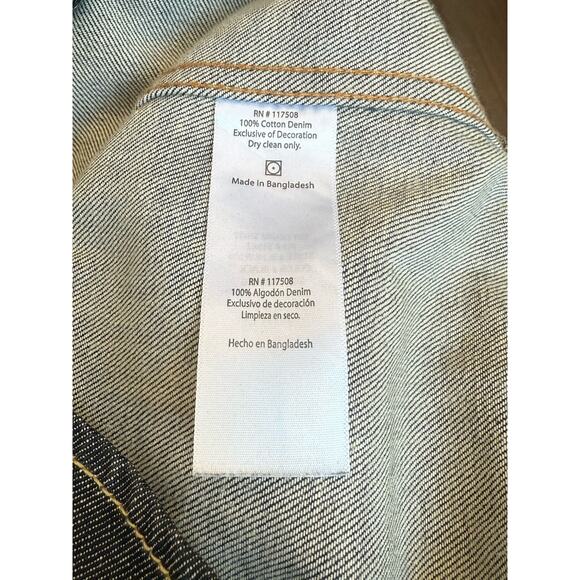 RN # 117508
100% Cotton Denim
Exclusive of Decoration
Dry clean only.
Made in Bangladesh
RN # 117508
100% Algodón Denim
Exclusivo de decoración
Limpieza en seco.
Hecho en Bangladesh